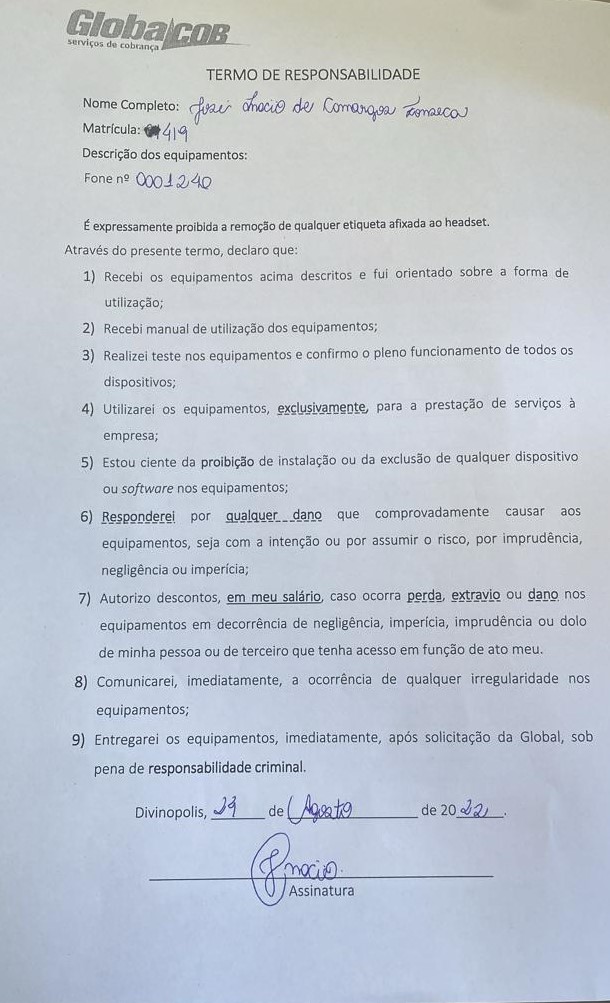 GlobalCOB
serviços de cobrança
TERMO DE RESPONSABILIDADE
Nome Completo: José Inacio de Camargos Fonseca
Matrícula: 419
Descrição dos equipamentos:
Fone nº 0001240
É expressamente proibida a remoção de qualquer etiqueta afixada ao headset.
Através do presente termo, declaro que:
1) Recebi os equipamentos acima descritos e fui orientado sobre a forma de
utilização;
2) Recebi manual de utilização dos equipamentos;
3) Realizei teste nos equipamentos e confirmo o pleno funcionamento de todos os
dispositivos;
4) Utilizarei os equipamentos, exclusivamente, para a prestação de serviços à
empresa;
5) Estou ciente da proibição de instalação ou da exclusão de qualquer dispositivo
ou software nos equipamentos;
6) Responderei por qualquer dano que comprovadamente causar aos
equipamentos, seja com a intenção ou por assumir o risco, por imprudência,
negligência ou imperícia;
7) Autorizo descontos, em meu salário, caso ocorra perda, extravio ou dano nos
equipamentos em decorrência de negligência, imperícia, imprudência ou dolo
de minha pessoa ou de terceiro que tenha acesso em função de ato meu.
8) Comunicarei, imediatamente, a ocorrência de qualquer irregularidade nos
equipamentos;
9) Entregarei os equipamentos, imediatamente, após solicitação da Global, sob
pena de responsabilidade criminal.
Divinopolis, de Agosto de 2022.
Inacio.
Assinatura